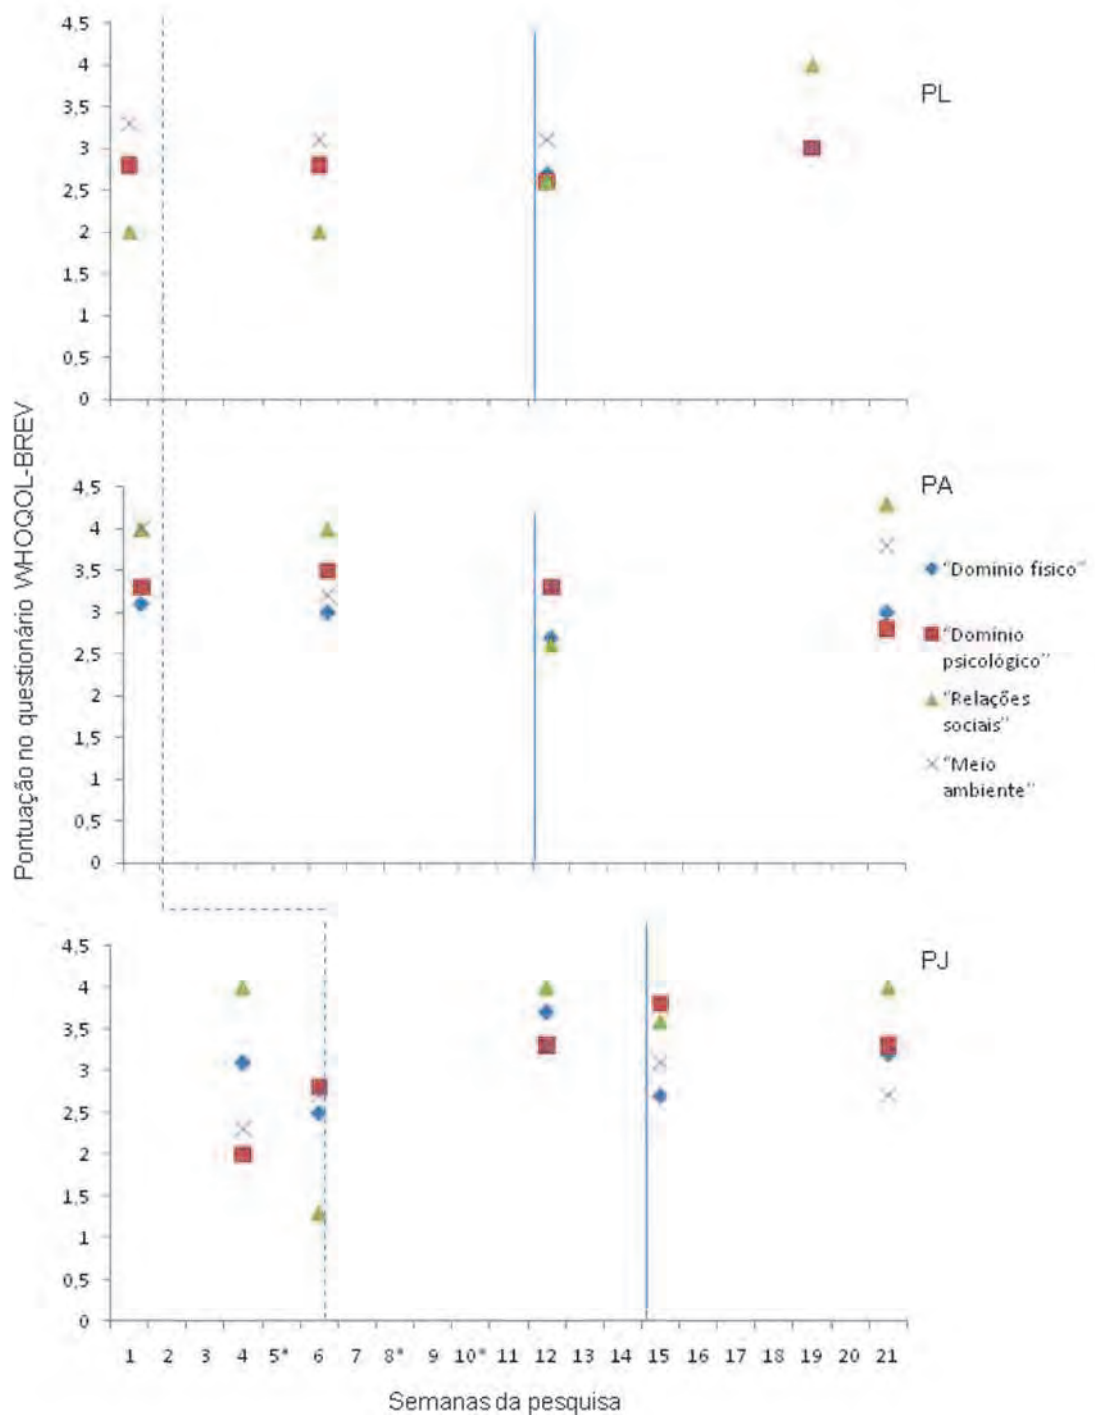 4,5
4
3,5
3
2,5
2
1,5
1
0,5
0
PL
Pontuação no questionário WHOQOL-BREV
4,5
4
3,5
3
2,5
2
1,5
1
0,5
0
PA
"Domínio físico"
"Domínio
psicológico"
"Relações
sociais"
"Meio
ambiente"
4,5
4
3,5
3
2,5
2
1,5
1
0,5
0
PJ
1 2 3 4 5* 6 7 8* 9 10* 11 12 13 14 15 16 17 18 19 20 21
Semanas da pesquisa